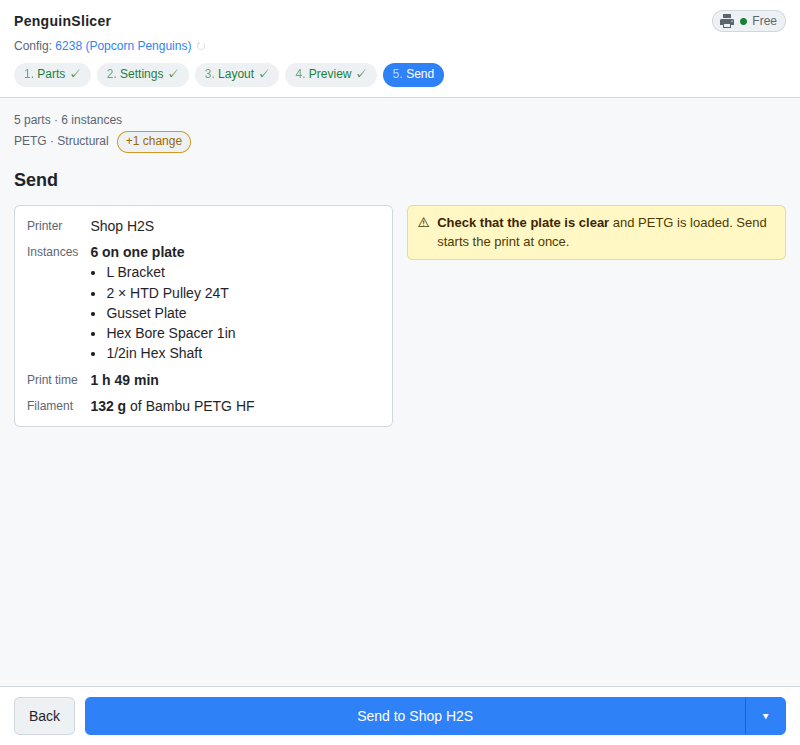 PenguinSlicer
Free
Config: 6238 (Popcorn Penguins)
1. Parts ✓
2. Settings ✓
3. Layout ✓
4. Preview ✓
5. Send
5 parts · 6 instances
PETG · Structural
+1 change
Send
Printer Shop H2S
Instances 6 on one plate
• L Bracket
• 2 × HTD Pulley 24T
• Gusset Plate
• Hex Bore Spacer 1in
• 1/2in Hex Shaft
Print time 1 h 49 min
Filament 132 g of Bambu PETG HF
⚠ Check that the plate is clear and PETG is loaded. Send
starts the print at once.
Back
Send to Shop H2S
▼